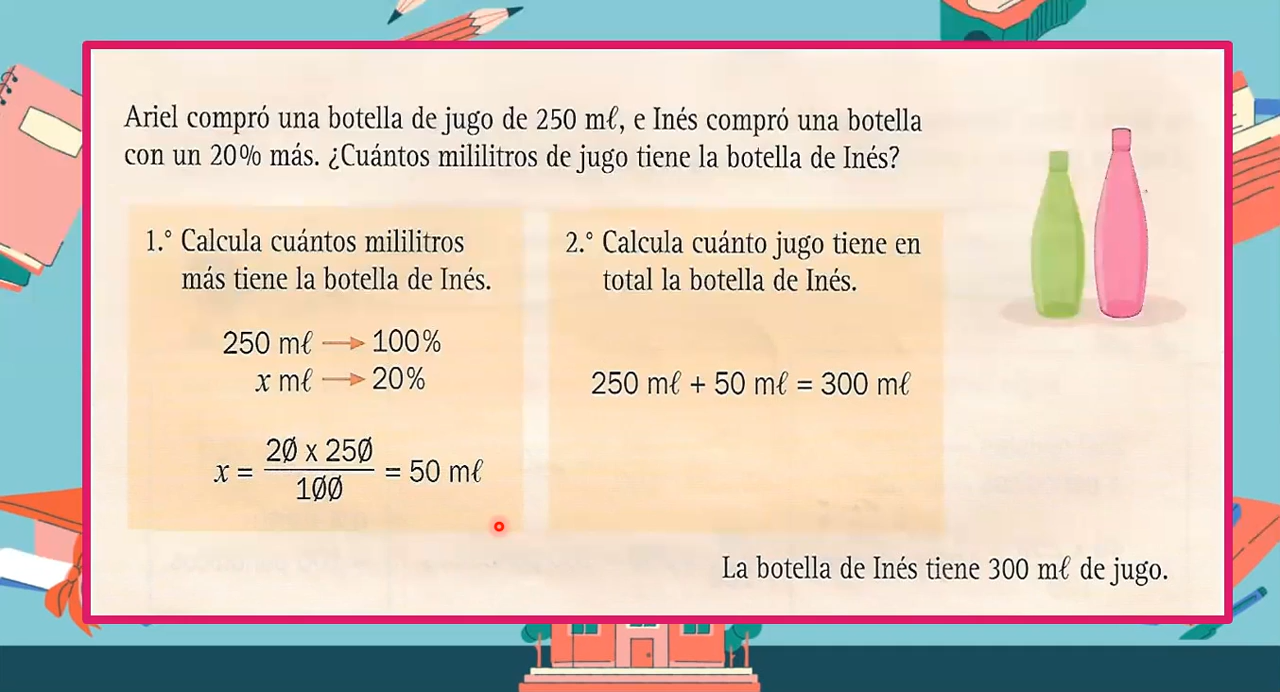 Ariel compró una botella de jugo de 250 mℓ, e Inés compró una botella
con un 20% más. ¿Cuántos mililitros de jugo tiene la botella de Inés?
1.° Calcula cuántos mililitros
más tiene la botella de Inés.
250 mℓ → 100%
x mℓ → 20%
x = 20 x 250 / 100 = 50 mℓ
2.° Calcula cuánto jugo tiene en
total la botella de Inés.
250 mℓ + 50 mℓ = 300 mℓ
La botella de Inés tiene 300 mℓ de jugo.